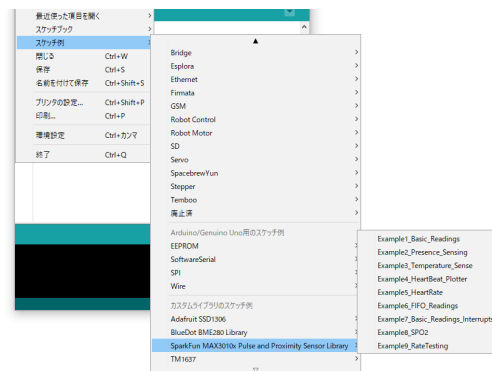 最近使った項目を開く
スケッチブック
スケッチ例
閉じる Ctrl+W
保存 Ctrl+S
名前を付けて保存 Ctrl+Shift+S
プリンタの設定... Ctrl+Shift+P
印刷... Ctrl+P
環境設定 Ctrl+カンマ
終了 Ctrl+Q
Bridge
Esplora
Ethernet
Firmata
GSM
Robot Control
Robot Motor
SD
Servo
SpacebrewYun
Stepper
Temboo
廃止済
Arduino/Genuino Uno用のスケッチ例
EEPROM
SoftwareSerial
SPI
Wire
カスタムライブラリのスケッチ例
Adafruit SSD1306
BlueDot BME280 Library
SparkFun MAX3010x Pulse and Proximity Sensor Library
TM1637
Example1_Basic_Readings
Example2_Presence_Sensing
Example3_Temperature_Sense
Example4_HeartBeat_Plotter
Example5_HeartRate
Example6_FIFO_Readings
Example7_Basic_Readings_Interrupts
Example8_SPO2
Example9_RateTesting